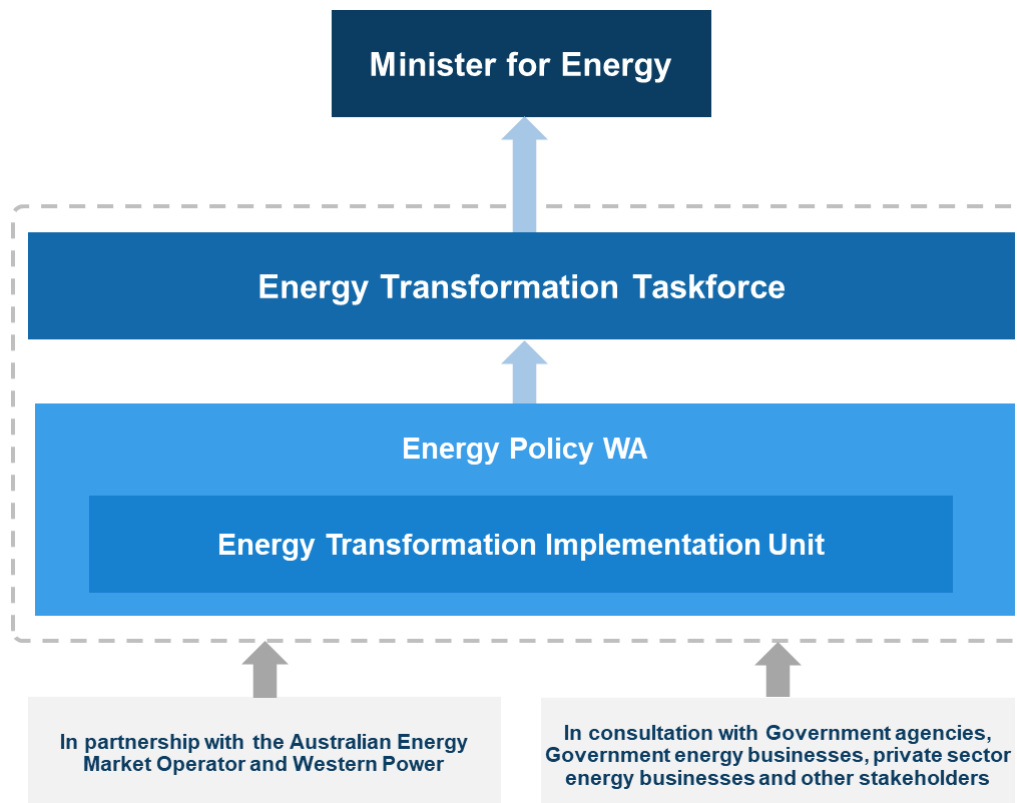 Minister for Energy
Energy Transformation Taskforce
Energy Policy WA
Energy Transformation Implementation Unit
In partnership with the Australian Energy
Market Operator and Western Power
In consultation with Government agencies,
Government energy businesses, private sector
energy businesses and other stakeholders